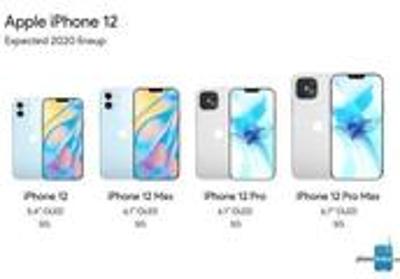 Apple iPhone 12
Expected 2020 lineup
iPhone 12
iPhone 12 Max
iPhone 12 Pro
iPhone 12 Pro Max
5.4" OLED
6.1" OLED
6.1" OLED
6.7" OLED
5G
5G
5G
5G